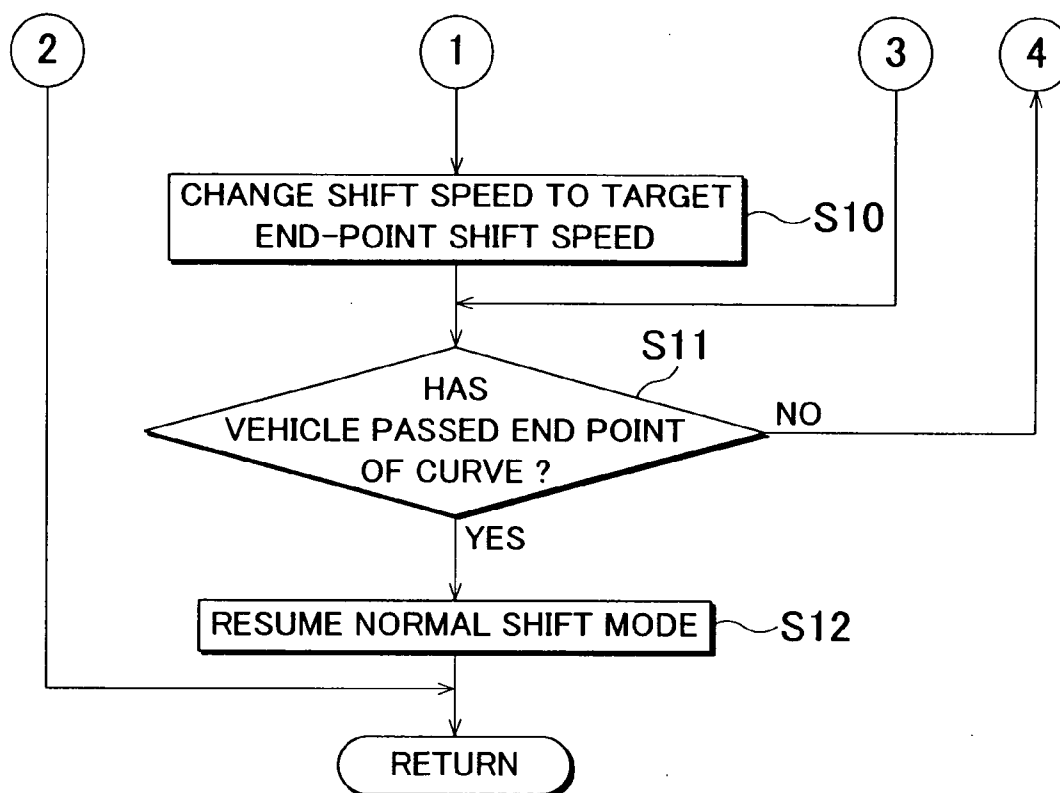 2
1
3
4
CHANGE SHIFT SPEED TO TARGET
END-POINT SHIFT SPEED
S10
S11
HAS
VEHICLE PASSED END POINT
OF CURVE ?
NO
YES
RESUME NORMAL SHIFT MODE
S12
RETURN